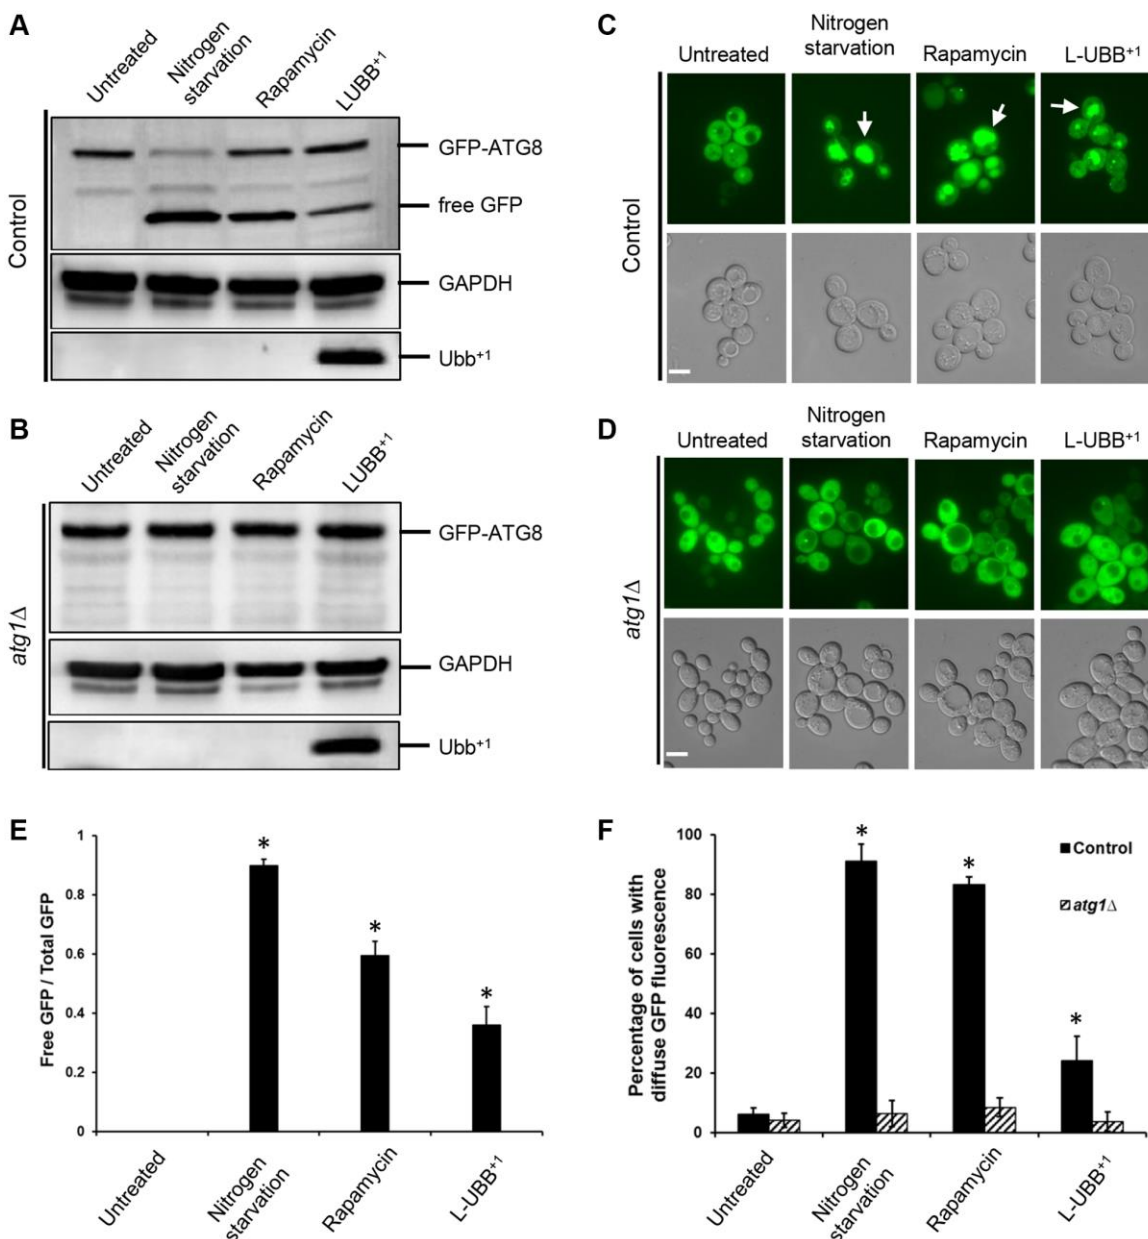 A
Untreated
Nitrogen
starvation
Rapamycin
LUBB+1
Control
GFP-ATG8
free GFP
GAPDH
Ubb+1
B
Untreated
Nitrogen
starvation
Rapamycin
LUBB+1
atg1Δ
GFP-ATG8
GAPDH
Ubb+1
C
Untreated
Nitrogen
starvation
Rapamycin
L-UBB+1
Control
D
Untreated
Nitrogen
starvation
Rapamycin
L-UBB+1
atg1Δ
E
Free GFP / Total GFP
1
0.8
0.6
0.4
0.2
0
*
*
*
Untreated
Nitrogen
starvation
Rapamycin
L-UBB+1
F
Percentage of cells with
diffuse GFP fluorescence
100
80
60
40
20
0
*
*
*
Control
atg1Δ
Untreated
Nitrogen
starvation
Rapamycin
L-UBB+1